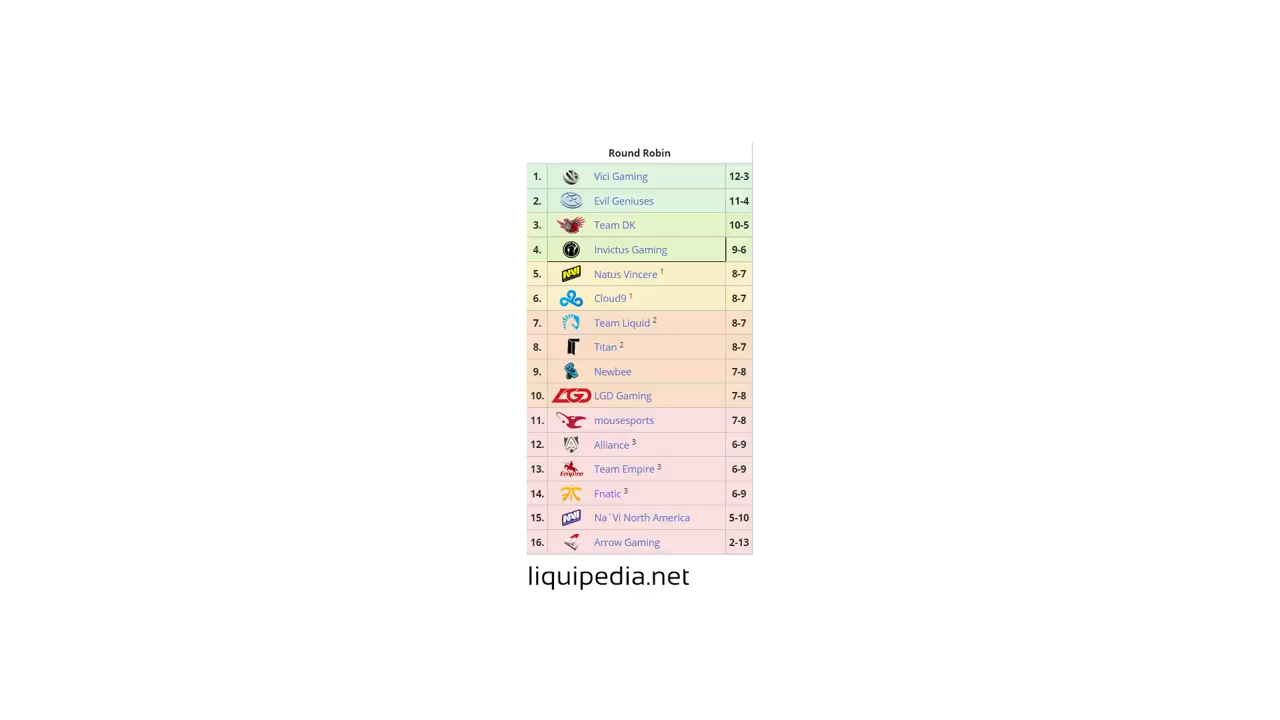 Round Robin
1. Vici Gaming 12-3
2. Evil Geniuses 11-4
3. Team DK 10-5
4. Invictus Gaming 9-6
5. NAVI Natus Vincere 1 8-7
6. Cloud9 1 8-7
7. Team Liquid 2 8-7
8. Titan 2 8-7
9. Newbee 7-8
10. LGD LGD Gaming 7-8
11. mousesports 7-8
12. Alliance 3 6-9
13. Empire Team Empire 3 6-9
14. Fnatic 3 6-9
15. NAVI Na`Vi North America 5-10
16. Arrow Gaming 2-13
liquipedia.net